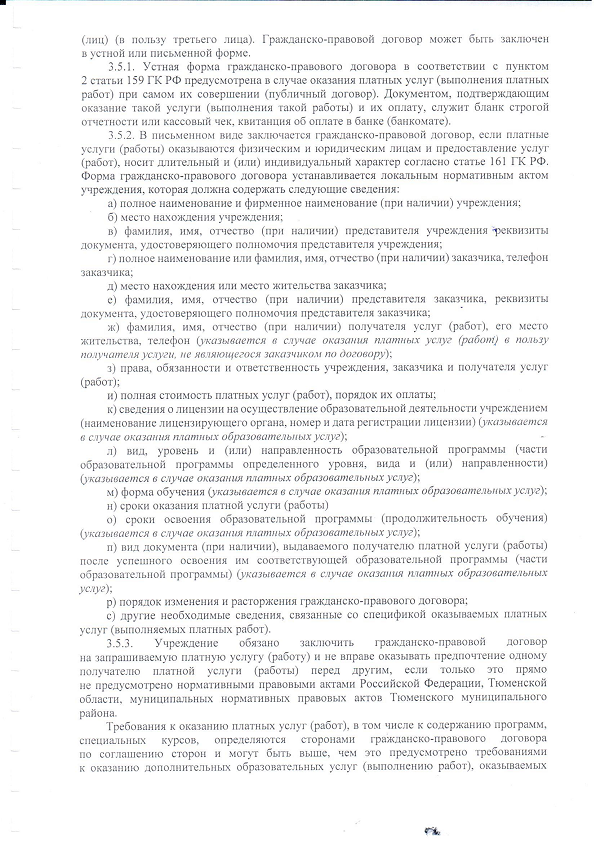 (лиц) (в пользу третьего лица). Гражданско-правовой договор может быть заключен
в устной или письменной форме.
3.5.1. Устная форма гражданско-правового договора в соответствии с пунктом
2 статьи 159 ГК РФ предусмотрена в случае оказания платных услуг (выполнения платных
работ) при самом их совершении (публичный договор). Документом, подтверждающим
оказание такой услуги (выполнения такой работы) и их оплату, служит бланк строгой
отчетности или кассовый чек, квитанция об оплате в банке (банкомате).
3.5.2. В письменном виде заключается гражданско-правовой договор, если платные
услуги (работы) оказываются физическим и юридическим лицам и предоставление услуг
(работ), носит длительный и (или) индивидуальный характер согласно статье 161 ГК РФ.
Форма гражданско-правового договора устанавливается локальным нормативным актом
учреждения, которая должна содержать следующие сведения:
а) полное наименование и фирменное наименование (при наличии) учреждения;
б) место нахождения учреждения;
в) фамилия, имя, отчество (при наличии) представителя учреждения реквизиты
документа, удостоверяющего полномочия представителя учреждения;
г) полное наименование или фамилия, имя, отчество (при наличии) заказчика, телефон
заказчика;
д) место нахождения или место жительства заказчика;
е) фамилия, имя, отчество (при наличии) представителя заказчика, реквизиты
документа, удостоверяющего полномочия представителя заказчика;
ж) фамилия, имя, отчество (при наличии) получателя услуг (работ), его место
жительства, телефон (указывается в случае оказания платных услуг (работ) в пользу
получателя услуги, не являющегося заказчиком по договору);
з) права, обязанности и ответственность учреждения, заказчика и получателя услуг
(работ);
и) полная стоимость платных услуг (работ), порядок их оплаты;
к) сведения о лицензии на осуществление образовательной деятельности учреждением
(наименование лицензирующего органа, номер и дата регистрации лицензии) (указывается
в случае оказания платных образовательных услуг);
л) вид, уровень и (или) направленность образовательной программы (части
образовательной программы определенного уровня, вида и (или) направленности)
(указывается в случае оказания платных образовательных услуг);
м) форма обучения (указывается в случае оказания платных образовательных услуг);
н) сроки оказания платной услуги (работы)
о) сроки освоения образовательной программы (продолжительность обучения)
(указывается в случае оказания платных образовательных услуг);
п) вид документа (при наличии), выдаваемого получателю платной услуги (работы)
после успешного освоения им соответствующей образовательной программы (части
образовательной программы) (указывается в случае оказания платных образовательных
услуг);
р) порядок изменения и расторжения гражданско-правового договора;
с) другие необходимые сведения, связанные со спецификой оказываемых платных
услуг (выполняемых платных работ).
3.5.3. Учреждение обязано заключить гражданско-правовой договор
на запрашиваемую платную услугу (работу) и не вправе оказывать предпочтение одному
получателю платной услуги (работы) перед другим, если только это прямо
не предусмотрено нормативными правовыми актами Российской Федерации, Тюменской
области, муниципальных нормативных правовых актов Тюменского муниципального
района.
Требования к оказанию платных услуг (работ), в том числе к содержанию программ,
специальных курсов, определяются сторонами гражданско-правового договора
по соглашению сторон и могут быть выше, чем это предусмотрено требованиями
к оказанию дополнительных образовательных услуг (выполнению работ), оказываемых